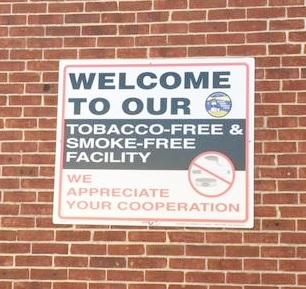 WELCOME
TO OUR
TOBACCO-FREE &
SMOKE-FREE
FACILITY
WE
APPRECIATE
YOUR COOPERATION